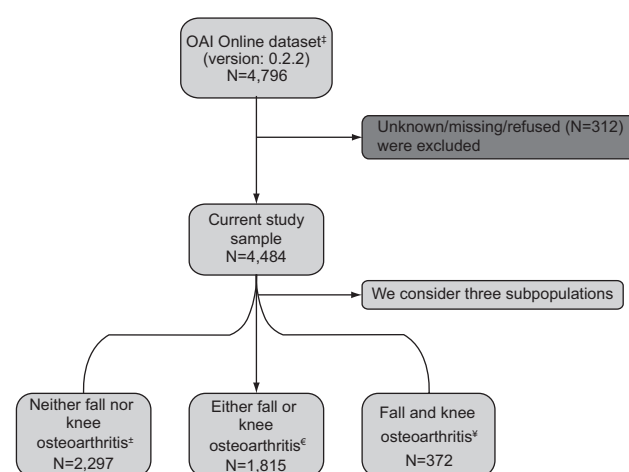 OAI Online dataset‡
(version: 0.2.2)
N=4,796
Unknown/missing/refused (N=312)
were excluded
Current study
sample
N=4,484
We consider three subpopulations
Neither fall nor
knee
osteoarthritis±
N=2,297
Either fall or
knee
osteoarthritis€
N=1,815
Fall and knee
osteoarthritis¥
N=372